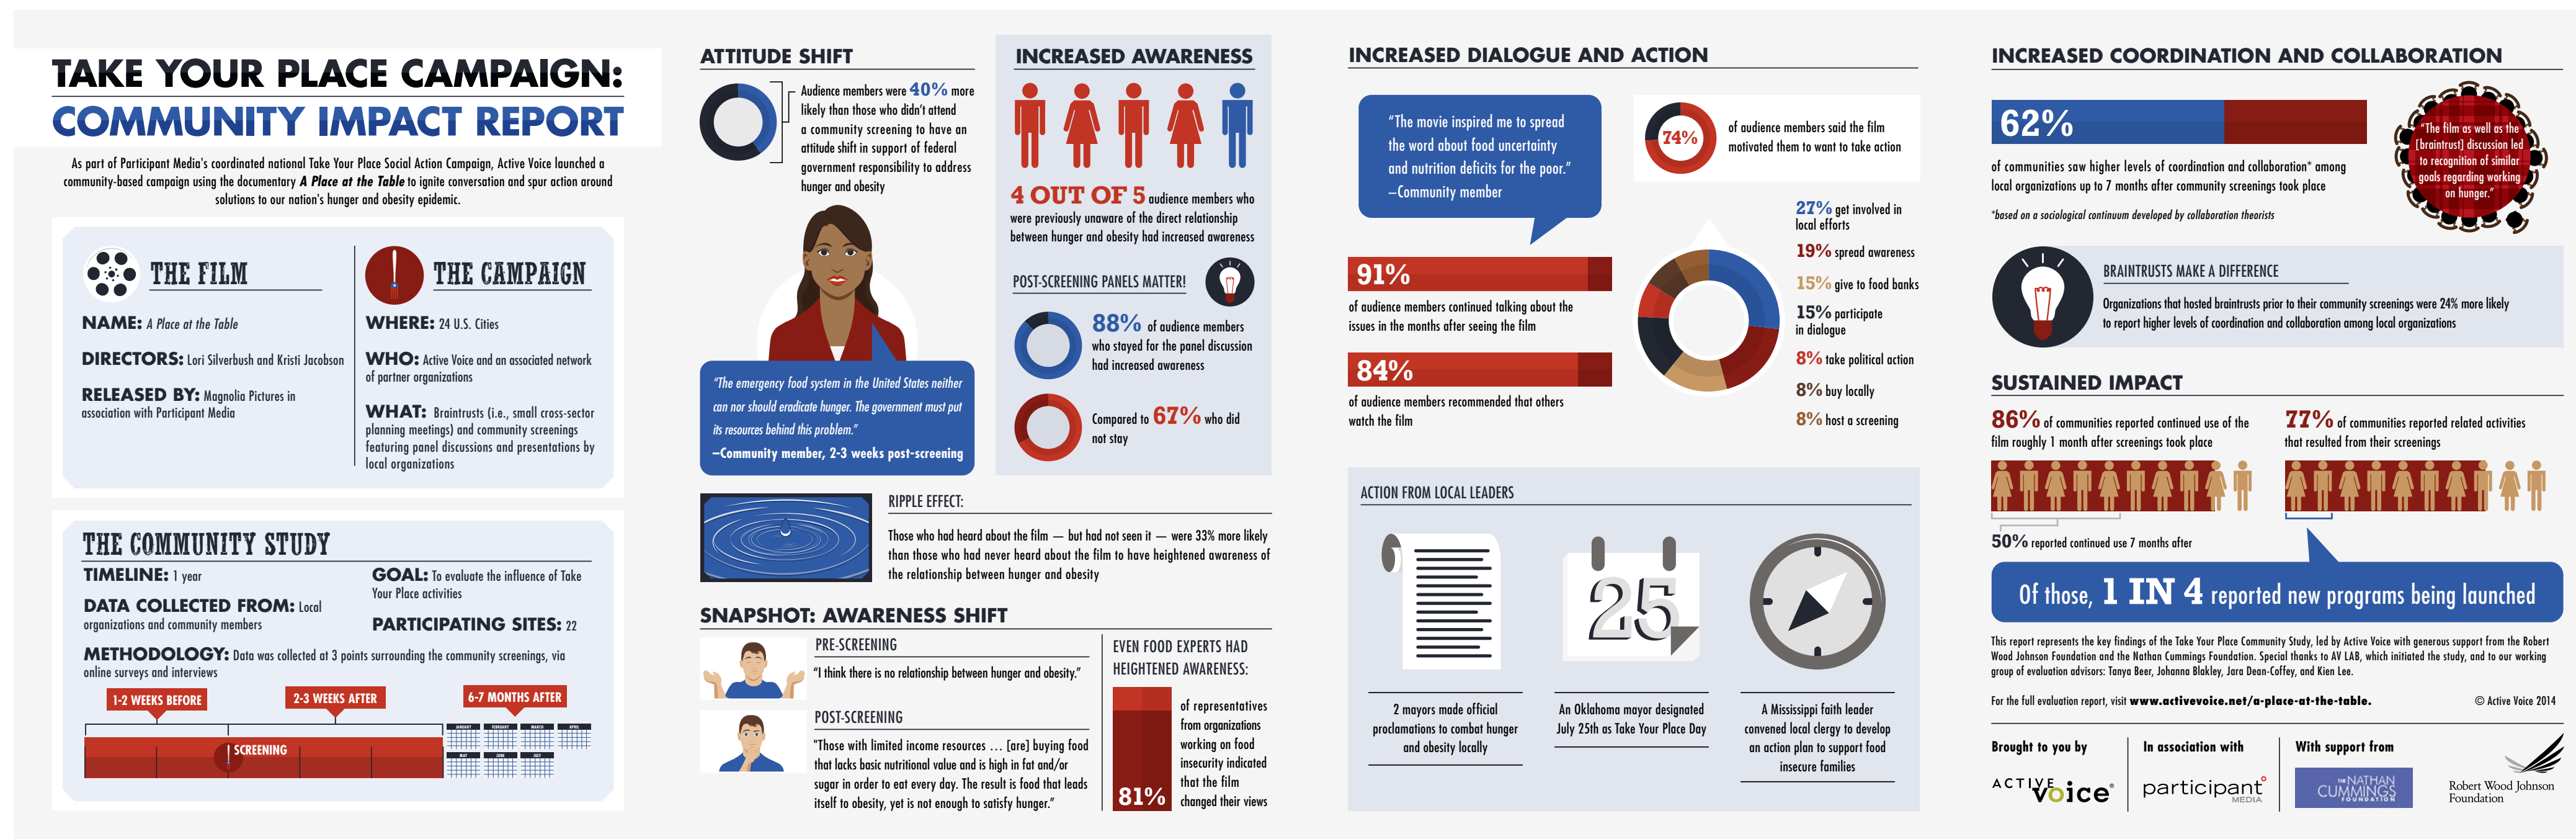 TAKE YOUR PLACE CAMPAIGN:
COMMUNITY IMPACT REPORT
As part of Participant Media's coordinated national Take Your Place Social Action Campaign, Active Voice launched a
community-based campaign using the documentary A Place at the Table to ignite conversation and spur action around
solutions to our nation's hunger and obesity epidemic.
THE FILM
NAME: A Place at the Table
DIRECTORS: Lori Silverbush and Kristi Jacobson
RELEASED BY: Magnolia Pictures in
association with Participant Media
THE CAMPAIGN
WHERE: 24 U.S. Cities
WHO: Active Voice and an associated network
of partner organizations
WHAT: Braintrusts (i.e., small cross-sector
planning meetings) and community screenings
featuring panel discussions and presentations by
local organizations
THE COMMUNITY STUDY
TIMELINE: 1 year
DATA COLLECTED FROM: Local
organizations and community members
GOAL: To evaluate the influence of Take
Your Place activities
PARTICIPATING SITES: 22
METHODOLOGY: Data was collected at 3 points surrounding the community screenings, via
online surveys and interviews
1-2 WEEKS BEFORE
2-3 WEEKS AFTER
6-7 MONTHS AFTER
SCREENING
JANUARY
FEBRUARY
MARCH
APRIL
MAY
JUNE
JULY
ATTITUDE SHIFT
Audience members were 40% more
likely than those who didn't attend
a community screening to have an
attitude shift in support of federal
government responsibility to address
hunger and obesity
"The emergency food system in the United States neither
can nor should eradicate hunger. The government must put
its resources behind this problem."
–Community member, 2-3 weeks post-screening
INCREASED AWARENESS
4 OUT OF 5 audience members who
were previously unaware of the direct relationship
between hunger and obesity had increased awareness
POST-SCREENING PANELS MATTER!
88% of audience members
who stayed for the panel discussion
had increased awareness
Compared to 67% who did
not stay
RIPPLE EFFECT:
Those who had heard about the film — but had not seen it — were 33% more likely
than those who had never heard about the film to have heightened awareness of
the relationship between hunger and obesity
SNAPSHOT: AWARENESS SHIFT
PRE-SCREENING
"I think there is no relationship between hunger and obesity."
POST-SCREENING
"Those with limited income resources ... [are] buying food
that lacks basic nutritional value and is high in fat and/or
sugar in order to eat every day. The result is food that leads
itself to obesity, yet is not enough to satisfy hunger."
EVEN FOOD EXPERTS HAD
HEIGHTENED AWARENESS:
81%
of representatives
from organizations
working on food
insecurity indicated
that the film
changed their views
INCREASED DIALOGUE AND ACTION
"The movie inspired me to spread
the word about food uncertainty
and nutrition deficits for the poor."
–Community member
74%
of audience members said the film
motivated them to want to take action
91%
of audience members continued talking about the
issues in the months after seeing the film
84%
of audience members recommended that others
watch the film
27% get involved in
local efforts
19% spread awareness
15% give to food banks
15% participate
in dialogue
8% take political action
8% buy locally
8% host a screening
ACTION FROM LOCAL LEADERS
25
2 mayors made official
proclamations to combat hunger
and obesity locally
An Oklahoma mayor designated
July 25th as Take Your Place Day
A Mississippi faith leader
convened local clergy to develop
an action plan to support food
insecure families
INCREASED COORDINATION AND COLLABORATION
62%
of communities saw higher levels of coordination and collaboration* among
local organizations up to 7 months after community screenings took place
*based on a sociological continuum developed by collaboration theorists
"The film as well as the
[braintrust] discussion led
to recognition of similar
goals regarding working
on hunger."
BRAINTRUSTS MAKE A DIFFERENCE
Organizations that hosted braintrusts prior to their community screenings were 24% more likely
to report higher levels of coordination and collaboration among local organizations
SUSTAINED IMPACT
86% of communities reported continued use of the
film roughly 1 month after screenings took place
50% reported continued use 7 months after
77% of communities reported related activities
that resulted from their screenings
Of those, 1 IN 4 reported new programs being launched
This report represents the key findings of the Take Your Place Community Study, led by Active Voice with generous support from the Robert
Wood Johnson Foundation and the Nathan Cummings Foundation. Special thanks to AV LAB, which initiated the study, and to our working
group of evaluation advisors: Tanya Beer, Johanna Blakley, Jara Dean-Coffey, and Kien Lee.
For the full evaluation report, visit www.activevoice.net/a-place-at-the-table.
© Active Voice 2014
Brought to you by
ACTIVE
voice®
In association with
participant
MEDIA
With support from
THE NATHAN
CUMMINGS
FOUNDATION
Robert Wood Johnson
Foundation